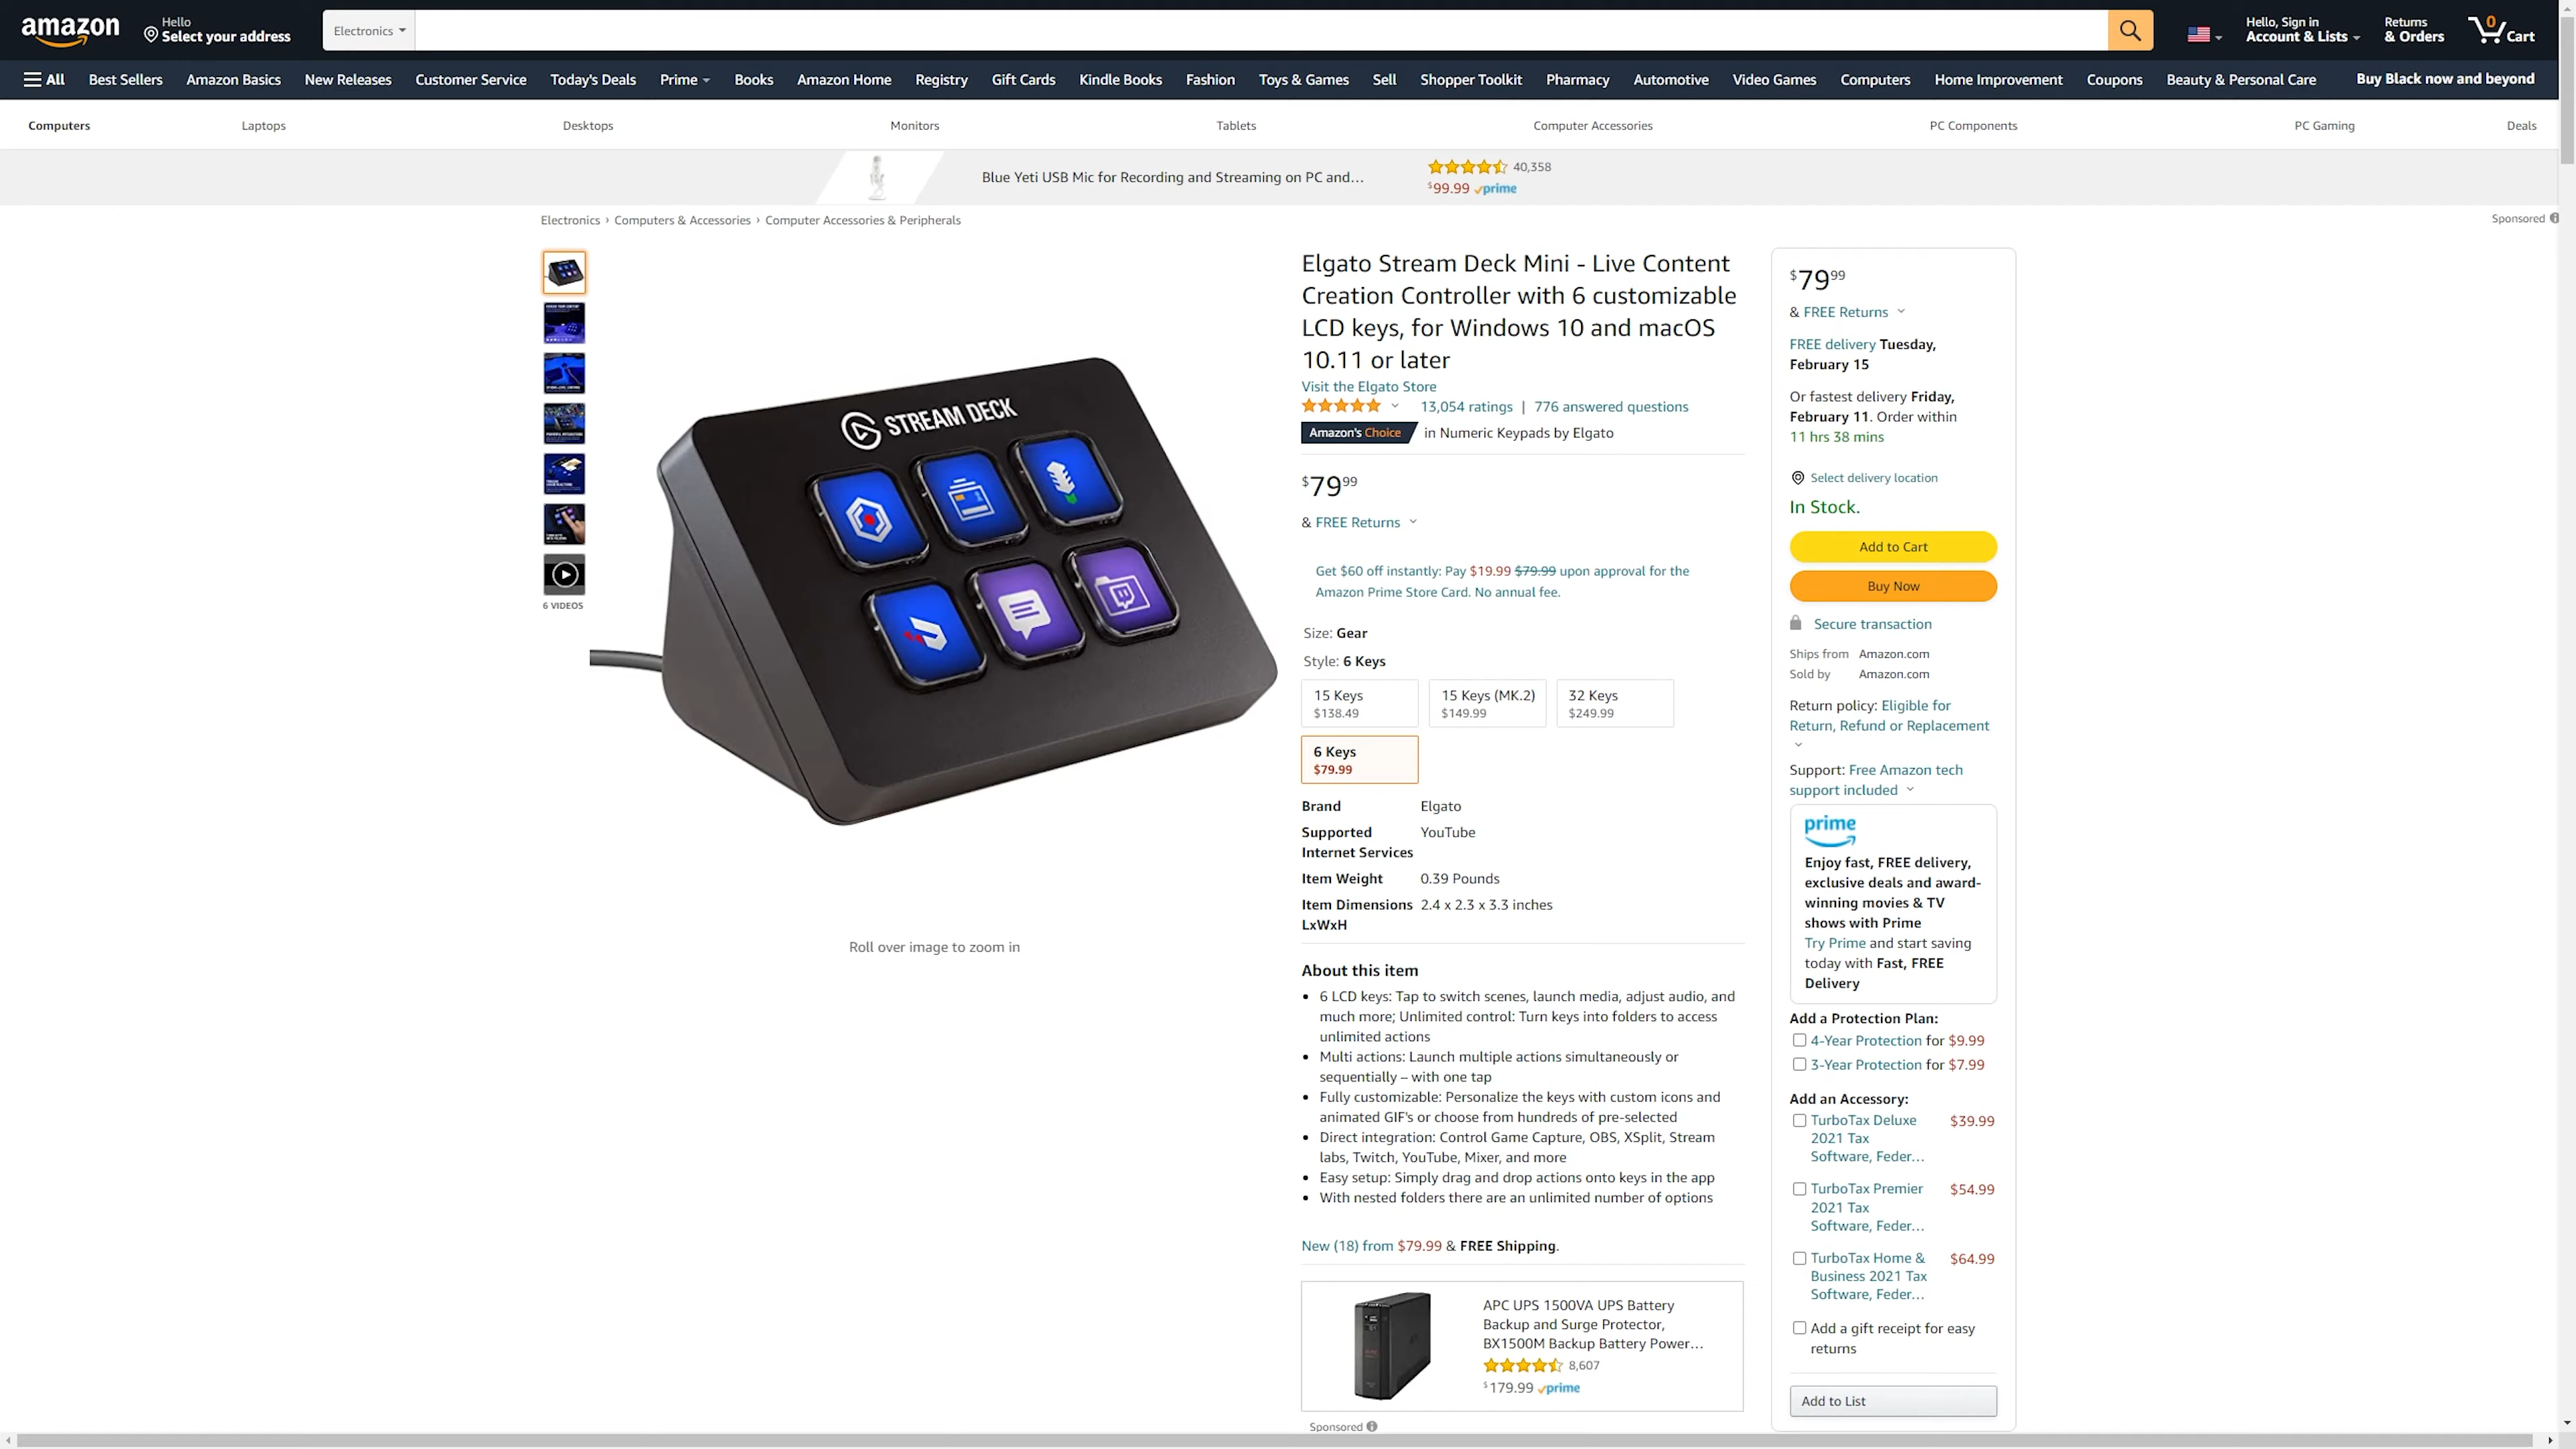 amazon
Hello
Select your address
Electronics
Hello, Sign in
Account & Lists
Returns
& Orders
0
Cart
All
Best Sellers
Amazon Basics
New Releases
Customer Service
Today's Deals
Prime
Books
Amazon Home
Registry
Gift Cards
Kindle Books
Fashion
Toys & Games
Sell
Shopper Toolkit
Pharmacy
Automotive
Video Games
Computers
Home Improvement
Coupons
Beauty & Personal Care
Buy Black now and beyond
Computers
Laptops
Desktops
Monitors
Tablets
Computer Accessories
PC Components
PC Gaming
Deals
Blue Yeti USB Mic for Recording and Streaming on PC and…
40,358
$99.99 prime
Sponsored
Electronics › Computers & Accessories › Computer Accessories & Peripherals
6 VIDEOS
STREAM DECK
Roll over image to zoom in
Elgato Stream Deck Mini - Live Content
Creation Controller with 6 customizable
LCD keys, for Windows 10 and macOS
10.11 or later
Visit the Elgato Store
13,054 ratings | 776 answered questions
Amazon's Choice in Numeric Keypads by Elgato
$79.99
& FREE Returns
Get $60 off instantly: Pay $19.99 $79.99 upon approval for the
Amazon Prime Store Card. No annual fee.
Size: Gear
Style: 6 Keys
15 Keys
$138.49
15 Keys (MK.2)
$149.99
32 Keys
$249.99
6 Keys
$79.99
Brand Elgato
Supported YouTube
Internet Services
Item Weight 0.39 Pounds
Item Dimensions 2.4 x 2.3 x 3.3 inches
LxWxH
About this item
• 6 LCD keys: Tap to switch scenes, launch media, adjust audio, and
much more; Unlimited control: Turn keys into folders to access
unlimited actions
• Multi actions: Launch multiple actions simultaneously or
sequentially – with one tap
• Fully customizable: Personalize the keys with custom icons and
animated GIF's or choose from hundreds of pre-selected
• Direct integration: Control Game Capture, OBS, XSplit, Stream
labs, Twitch, YouTube, Mixer, and more
• Easy setup: Simply drag and drop actions onto keys in the app
• With nested folders there are an unlimited number of options
New (18) from $79.99 & FREE Shipping.
APC UPS 1500VA UPS Battery
Backup and Surge Protector,
BX1500M Backup Battery Power…
8,607
$179.99 prime
Sponsored
$79.99
& FREE Returns
FREE delivery Tuesday,
February 15
Or fastest delivery Friday,
February 11. Order within
11 hrs 38 mins
Select delivery location
In Stock.
Add to Cart
Buy Now
Secure transaction
Ships from Amazon.com
Sold by Amazon.com
Return policy: Eligible for
Return, Refund or Replacement
Support: Free Amazon tech
support included
prime
Enjoy fast, FREE delivery,
exclusive deals and award-
winning movies & TV
shows with Prime
Try Prime and start saving
today with Fast, FREE
Delivery
Add a Protection Plan:
4-Year Protection for $9.99
3-Year Protection for $7.99
Add an Accessory:
TurboTax Deluxe $39.99
2021 Tax
Software, Feder…
TurboTax Premier $54.99
2021 Tax
Software, Feder…
TurboTax Home & $64.99
Business 2021 Tax
Software, Feder…
Add a gift receipt for easy
returns
Add to List